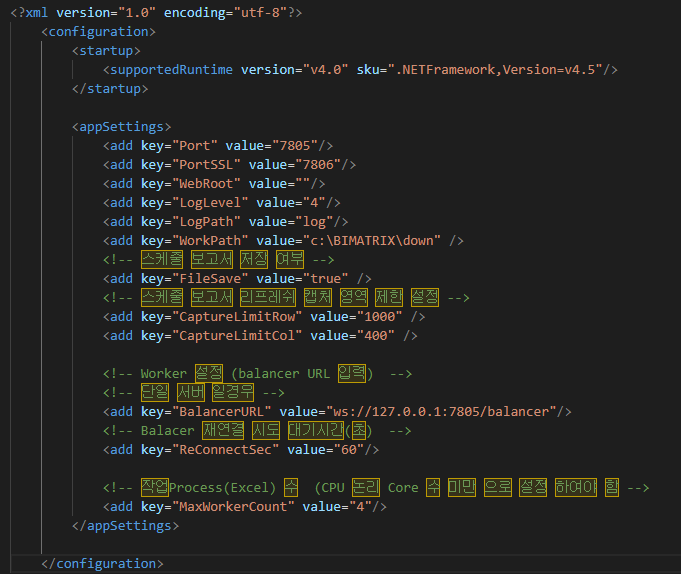 <?xml version="1.0" encoding="utf-8"?>
<configuration>
<startup>
<supportedRuntime version="v4.0" sku=".NETFramework,Version=v4.5"/>
</startup>
<appSettings>
<add key="Port" value="7805"/>
<add key="PortSSL" value="7806"/>
<add key="WebRoot" value=""/>
<add key="LogLevel" value="4"/>
<add key="LogPath" value="log"/>
<add key="WorkPath" value="c:\BIMATRIX\down" />
<!-- 스케줄 보고서 저장 여부 -->
<add key="FileSave" value="true" />
<!-- 스케줄 보고서 리프레쉬 캡처 영역 제한 설정 -->
<add key="CaptureLimitRow" value="1000" />
<add key="CaptureLimitCol" value="400" />
<!-- Worker 설정 (balancer URL 입력)  -->
<!-- 단일 서버 일경우 -->
<add key="BalancerURL" value="ws://127.0.0.1:7805/balancer"/>
<!-- Balacer 재연결 시도 대기시간(초)  -->
<add key="ReConnectSec" value="60"/>
<!-- 작업Process(Excel) 수  (CPU 논리 Core 수 미만 으로 설정 하여야 함 -->
<add key="MaxWorkerCount" value="4"/>
</appSettings>
</configuration>